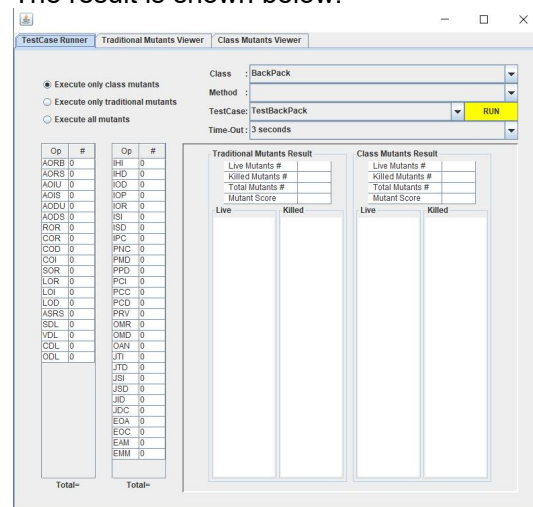 The result is shown below:
TestCase Runner Traditional Mutants Viewer Class Mutants Viewer
Execute only class mutants
Execute only traditional mutants
Execute all mutants
Class : BackPack
Method :
TestCase: TestBackPack RUN
Time-Out : 3 seconds
Op #
AORB 0
AORS 0
AOIU 0
AOIS 0
AODU 0
AODS 0
ROR 0
COR 0
COD 0
COI 0
SOR 0
LOR 0
LOI 0
LOD 0
ASRS 0
SDL 0
VDL 0
CDL 0
ODL 0
Total=
Op #
IHI 0
IHD 0
IOD 0
IOP 0
IOR 0
ISI 0
ISD 0
IPC 0
PNC 0
PMD 0
PPD 0
PCI 0
PCC 0
PCD 0
PRV 0
OMR 0
OMD 0
OAN 0
JTI 0
JTD 0
JSI 0
JSD 0
JID 0
JDC 0
EOA 0
EOC 0
EAM 0
EMM 0
Total=
Traditional Mutants Result
Live Mutants #
Killed Mutants #
Total Mutants #
Mutant Score
Live Killed
Class Mutants Result
Live Mutants #
Killed Mutants #
Total Mutants #
Mutant Score
Live Killed